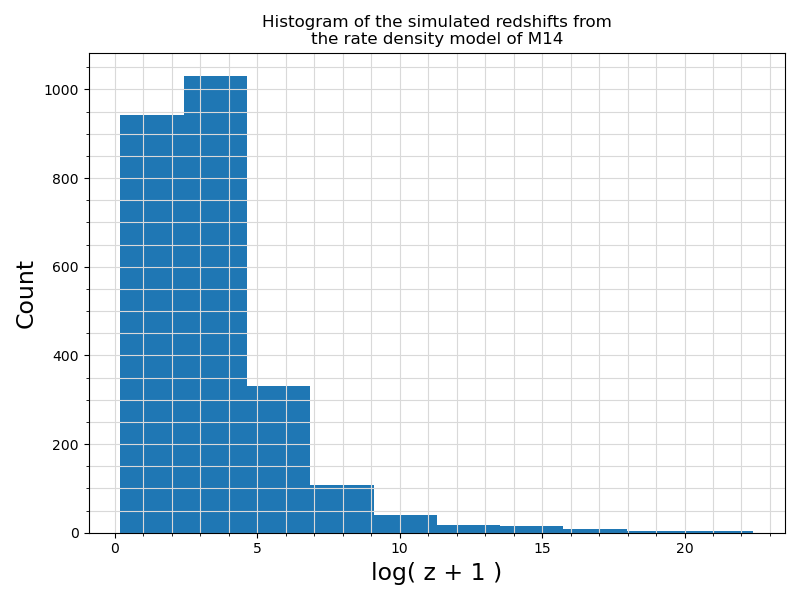 Histogram of the simulated redshifts from
the rate density model of M14
1000
800
600
400
200
0
Count
0 5 10 15 20
log( z + 1 )